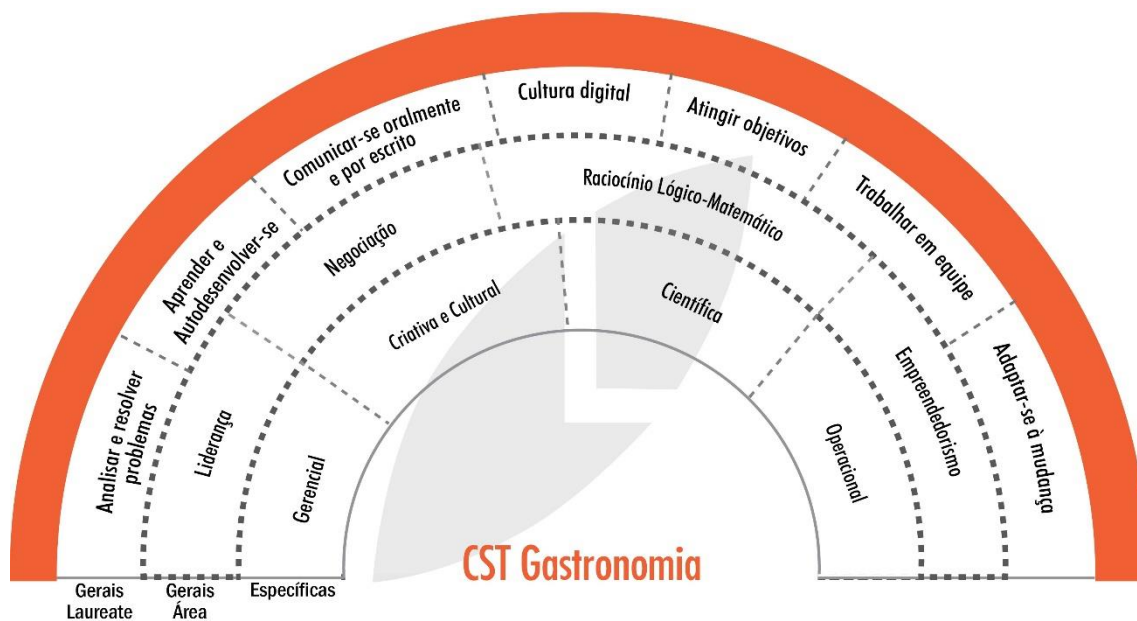 Analisar e resolver
problemas
Aprender e
Autodesenvolver-se
Comunicar-se oralmente
e por escrito
Cultura digital
Atingir objetivos
Trabalhar em equipe
Adaptar-se à mudança
Liderança
Negociação
Raciocínio Lógico-Matemático
Empreendedorismo
Gerencial
Criativa e Cultural
Científica
Operacional
CST Gastronomia
Gerais
Laureate
Gerais
Área
Específicas